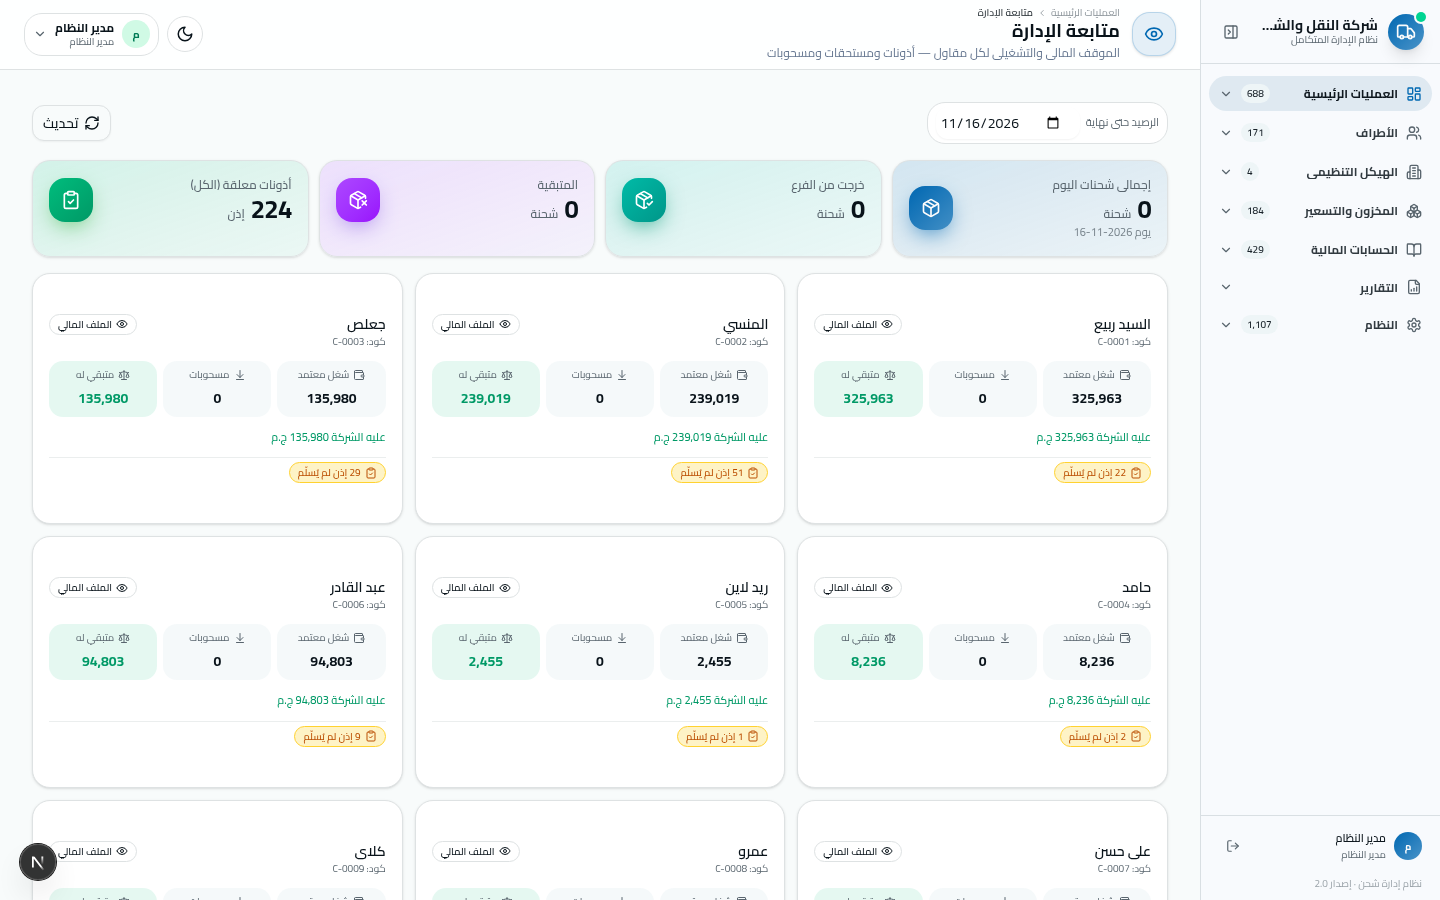 شركة النقل والشـ...
نظام الإدارة المتكامل
العمليات الرئيسية 688
الأطراف 171
الهيكل التنظيمى 4
المخزون والتسعير 184
الحسابات المالية 429
التقارير
النظام 1,107
مدير النظام
مدير النظام
م
نظام إدارة شحن · إصدار 2.0
العمليات الرئيسية › متابعة الإدارة
متابعة الإدارة
الموقف المالى والتشغيلى لكل مقاول — أذونات ومستحقات ومسحوبات
م
مدير النظام
مدير النظام
الرصيد حتى نهاية 11/16/2026
تحديث
إجمالى شحنات اليوم
0 شحنة
يوم 2026-11-16
خرجت من الفرع
0 شحنة
المتبقية
0 شحنة
أذونات معلقة (الكل)
224 إذن
السيد ربيع
كود: C-0001
الملف المالي
شغل معتمد مسحوبات متبقي له
325,963 0 325,963
عليه الشركة 325,963 ج.م
22 إذن لم يُسلّم
المنسي
كود: C-0002
الملف المالي
شغل معتمد مسحوبات متبقي له
239,019 0 239,019
عليه الشركة 239,019 ج.م
51 إذن لم يُسلّم
جعلص
كود: C-0003
الملف المالي
شغل معتمد مسحوبات متبقي له
135,980 0 135,980
عليه الشركة 135,980 ج.م
29 إذن لم يُسلّم
حامد
كود: C-0004
الملف المالي
شغل معتمد مسحوبات متبقي له
8,236 0 8,236
عليه الشركة 8,236 ج.م
2 إذن لم يُسلّم
ريد لاين
كود: C-0005
الملف المالي
شغل معتمد مسحوبات متبقي له
2,455 0 2,455
عليه الشركة 2,455 ج.م
1 إذن لم يُسلّم
عبد القادر
كود: C-0006
الملف المالي
شغل معتمد مسحوبات متبقي له
94,803 0 94,803
عليه الشركة 94,803 ج.م
9 إذن لم يُسلّم
على حسن
كود: C-0007
الملف المالي
عمرو
كود: C-0008
الملف المالي
كلاى
كود: C-0009
الملف المالي
N